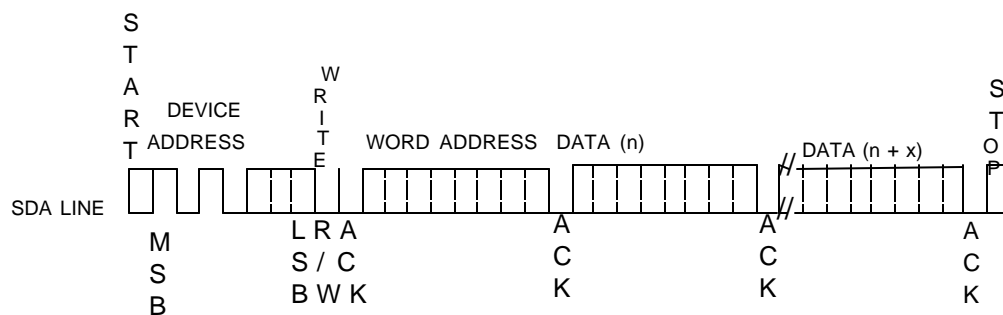 START
DEVICE
ADDRESS
WRITE
WORD ADDRESS
DATA (n)
DATA (n + x)
STOP
SDA LINE
MSB
LSB
R/W
ACK
ACK
ACK
ACK